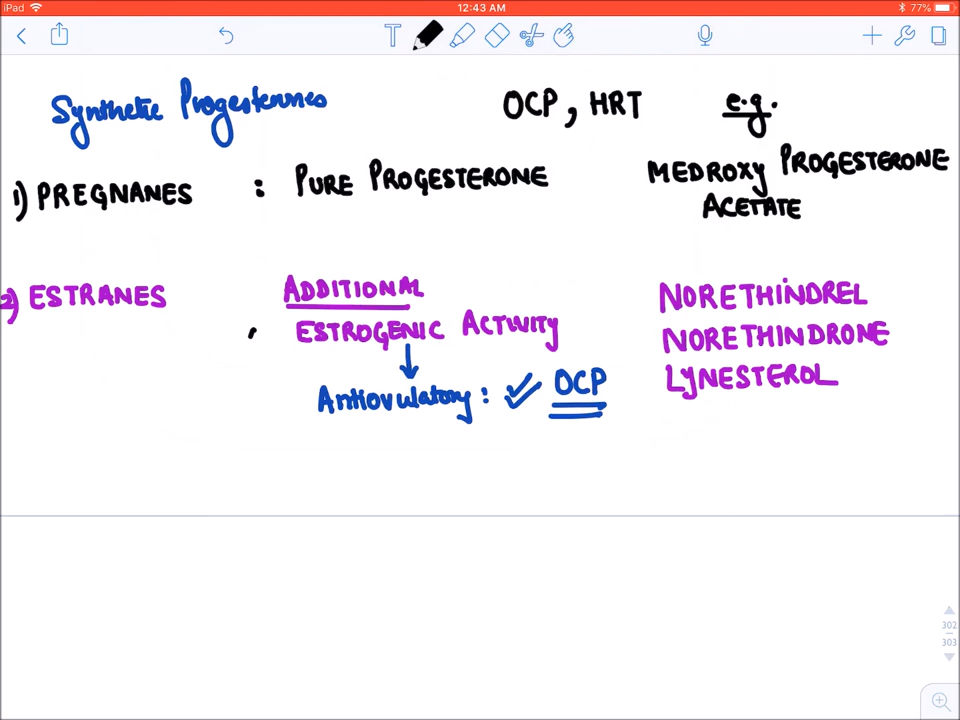 iPad
12:43 AM
77%
T
Synthetic Progesterones
OCP, HRT
e.g.
1) PREGNANES : PURE PROGESTERONE
MEDROXY PROGESTERONE
ACETATE
2) ESTRANES
ADDITIONAL
ESTROGENIC ACTIVITY
Antiovulatory : ✓ OCP
NORETHINDREL
NORETHINDRONE
LYNESTEROL
302
303